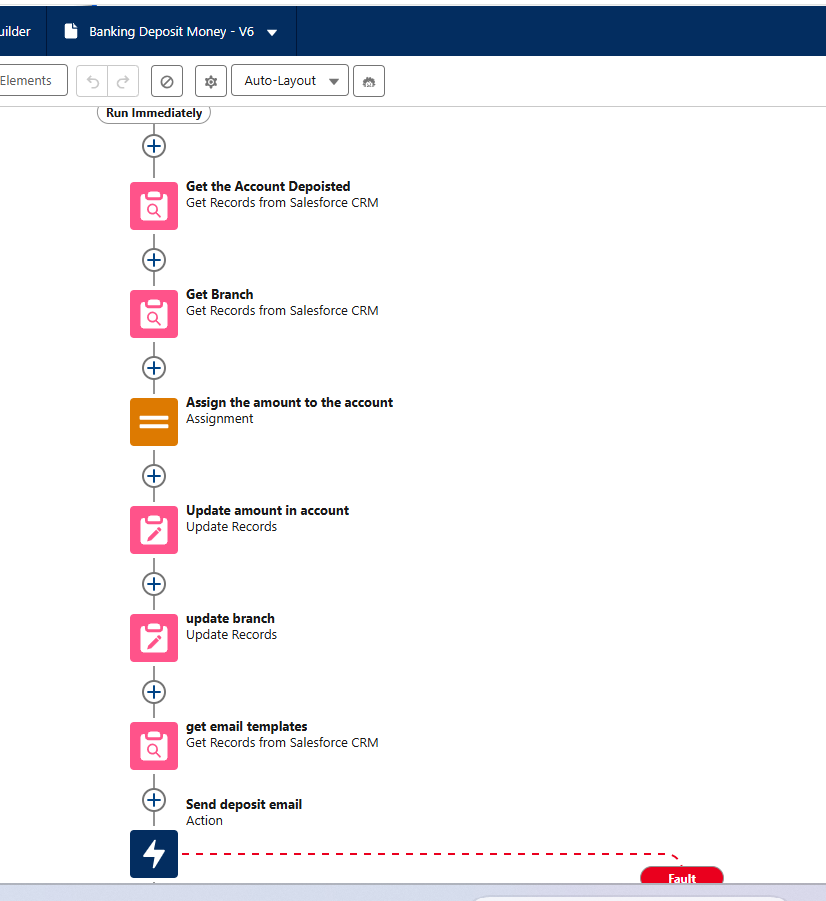 uilder
Banking Deposit Money - V6
Elements
Auto-Layout
Run Immediately
Get the Account Depoisted
Get Records from Salesforce CRM
Get Branch
Get Records from Salesforce CRM
Assign the amount to the account
Assignment
Update amount in account
Update Records
update branch
Update Records
get email templates
Get Records from Salesforce CRM
Send deposit email
Action
Fault